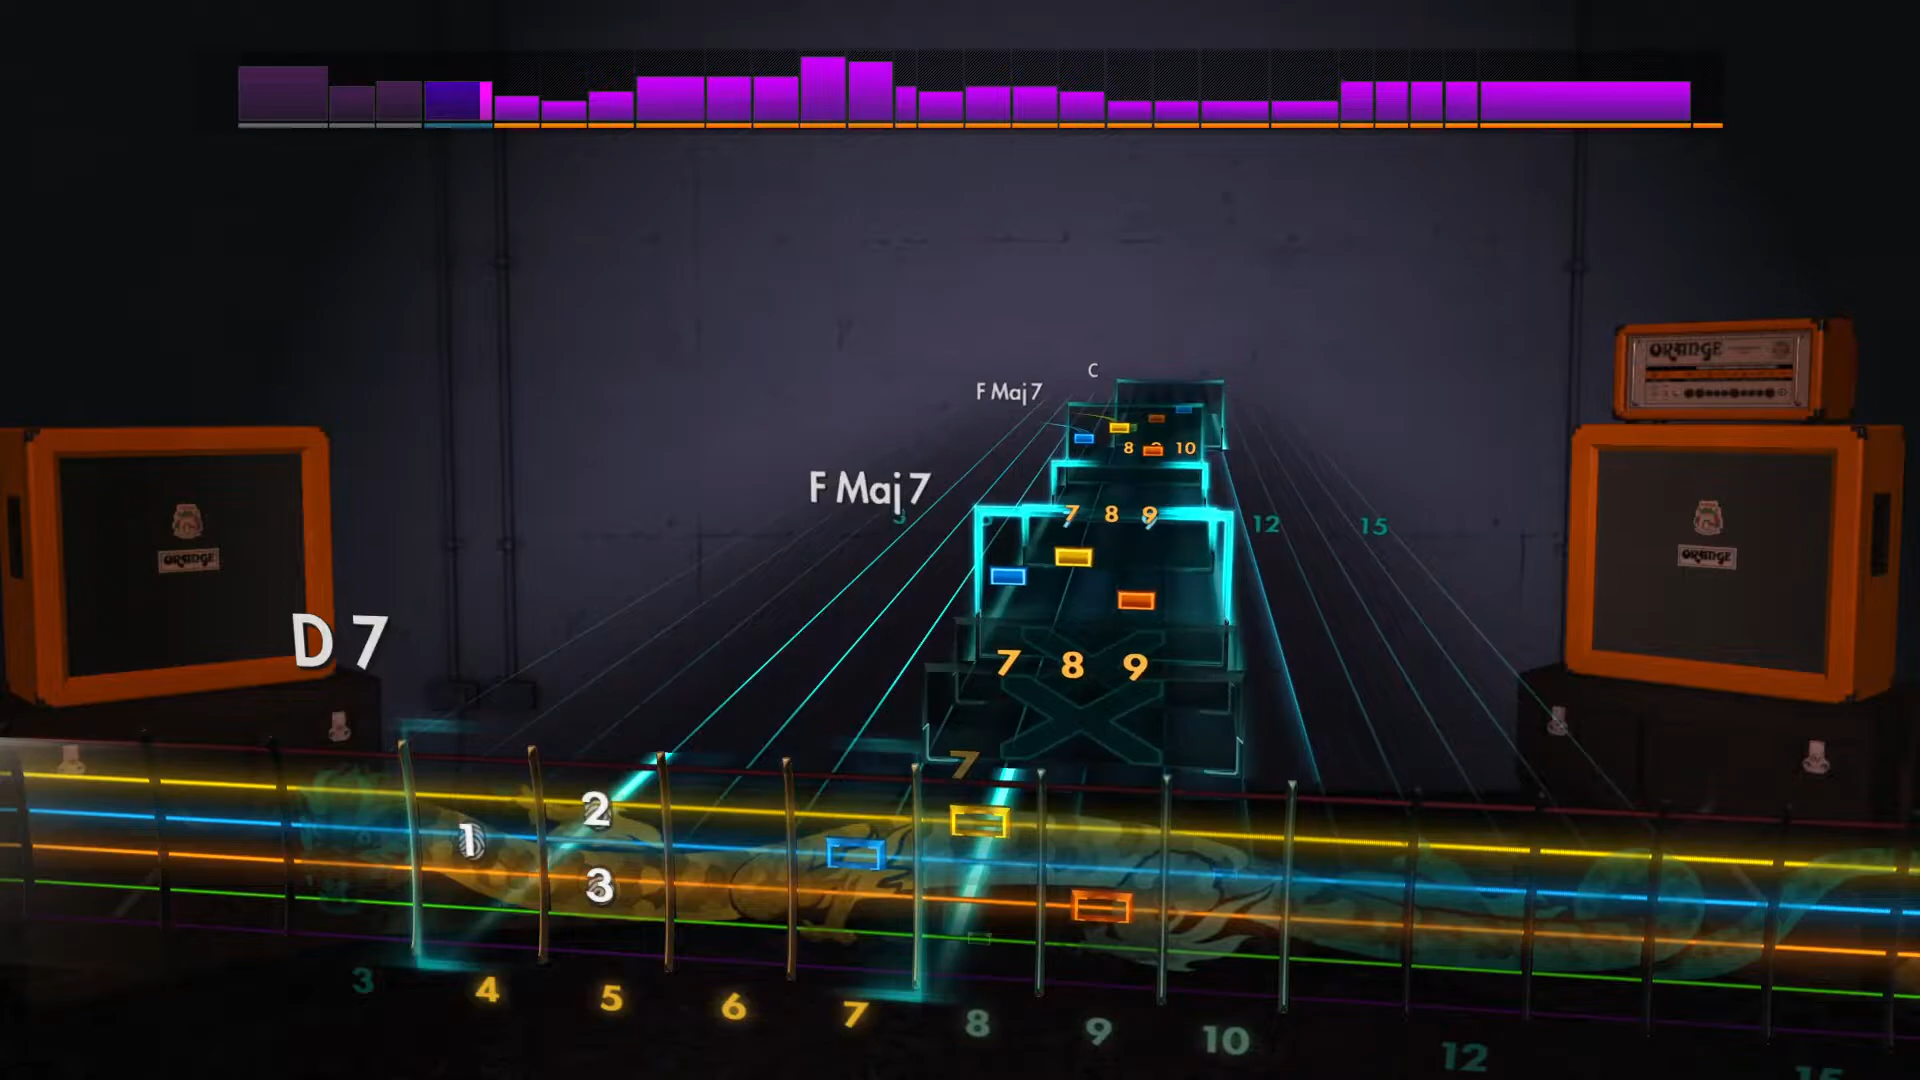 C
F Maj 7
ORANGE
F Maj 7
7 8 9
8 10
12 15
ORANGE
ORANGE
D 7
7 8 9
7
2
1
3
3 4 5 6 7 8 9 10 12 15